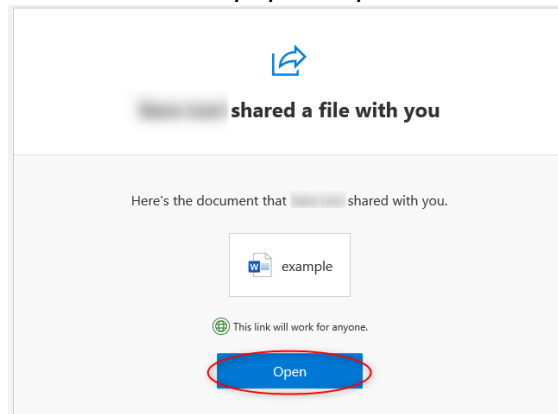 shared a file with you
Here's the document that shared with you.
example
This link will work for anyone.
Open